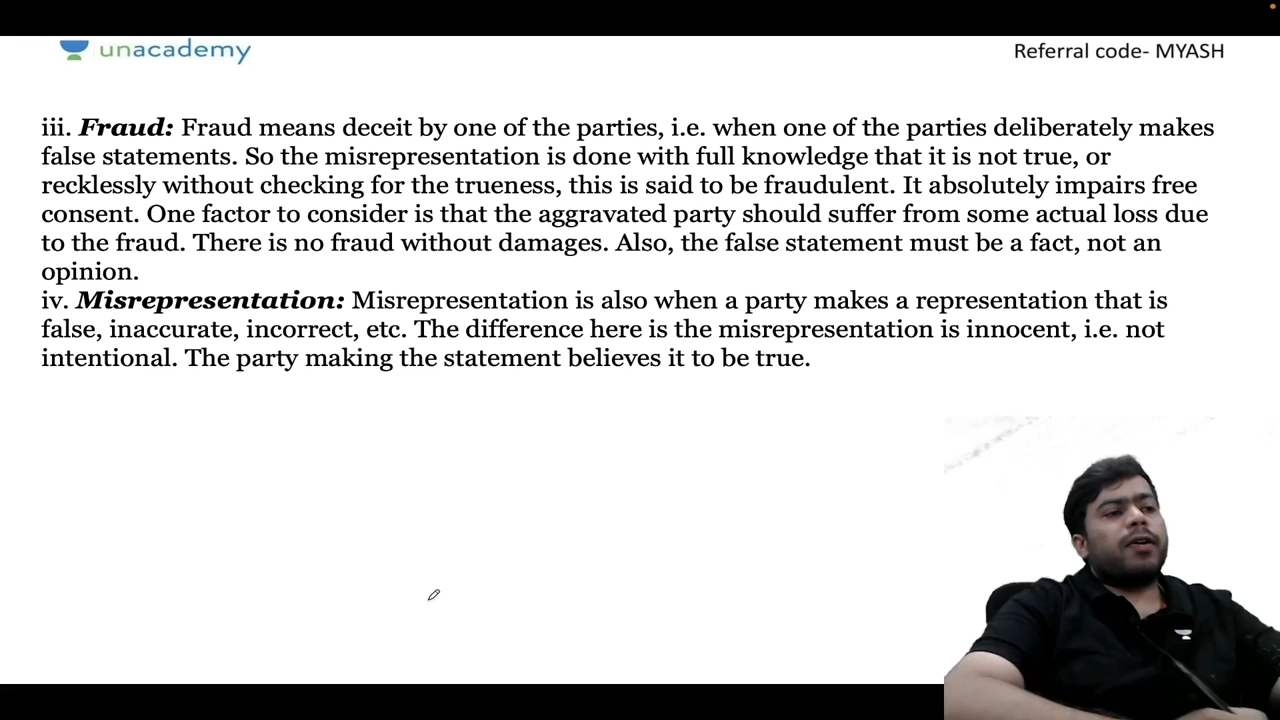 unacademy
Referral code- MYASH
iii. Fraud: Fraud means deceit by one of the parties, i.e. when one of the parties deliberately makes
false statements. So the misrepresentation is done with full knowledge that it is not true, or
recklessly without checking for the trueness, this is said to be fraudulent. It absolutely impairs free
consent. One factor to consider is that the aggravated party should suffer from some actual loss due
to the fraud. There is no fraud without damages. Also, the false statement must be a fact, not an
opinion.
iv. Misrepresentation: Misrepresentation is also when a party makes a representation that is
false, inaccurate, incorrect, etc. The difference here is the misrepresentation is innocent, i.e. not
intentional. The party making the statement believes it to be true.